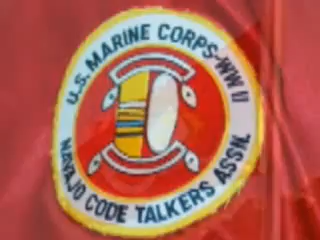 U.S. MARINE CORPS-WW II
NAVAJO CODE TALKERS ASSN.